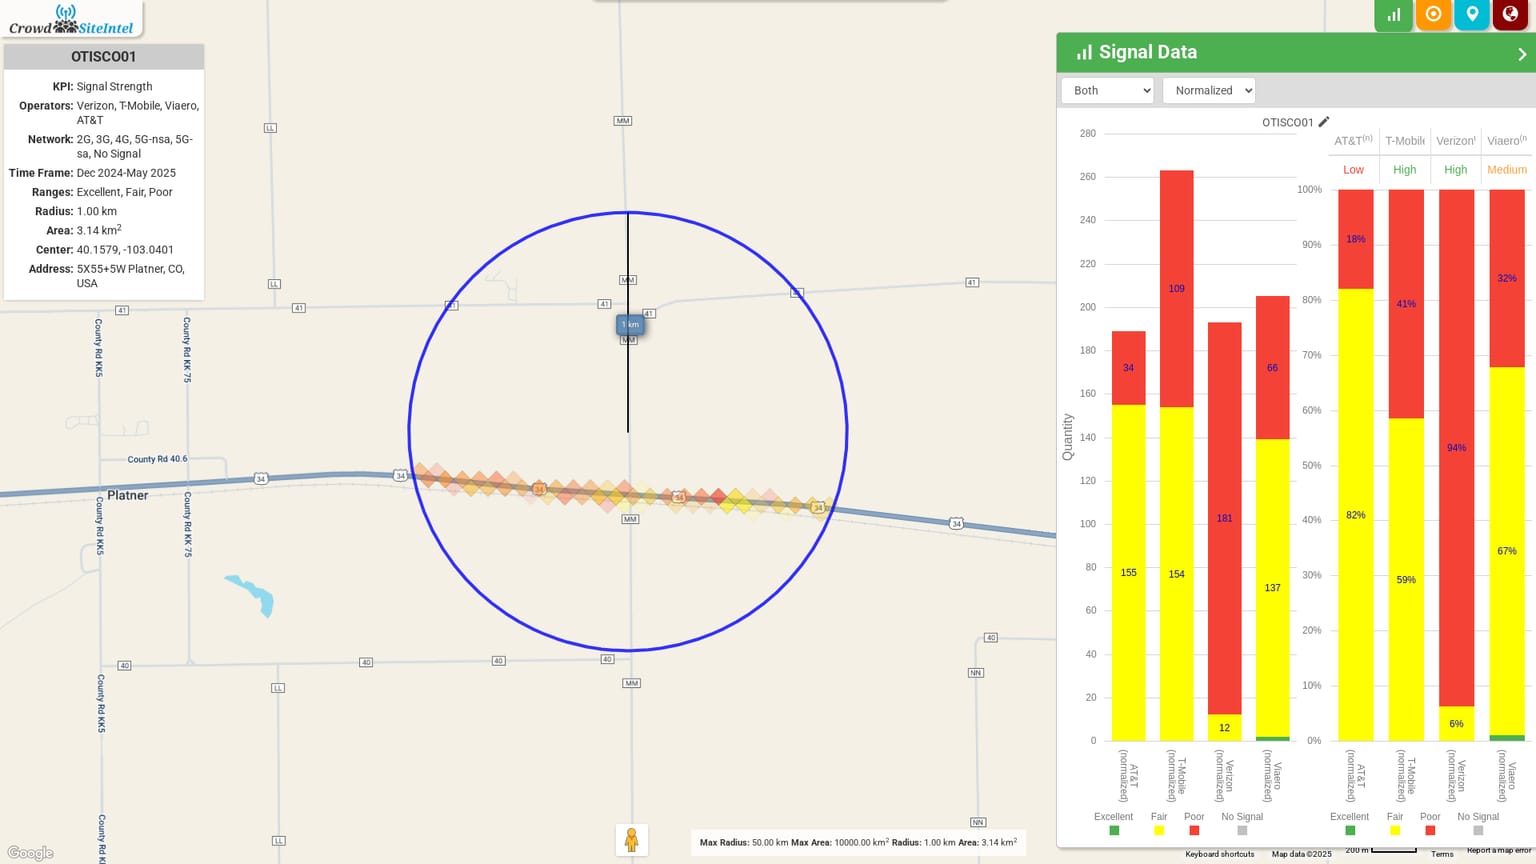 Crowd SiteIntel
OTISCO01
KPI: Signal Strength
Operators: Verizon, T-Mobile, Viaero,
AT&T
Network: 2G, 3G, 4G, 5G-nsa, 5G-
sa, No Signal
Time Frame: Dec 2024-May 2025
Ranges: Excellent, Fair, Poor
Radius: 1.00 km
Area: 3.14 km²
Center: 40.1579, -103.0401
Address: 5X55+5W Platner, CO,
USA
LL
MM
LL
MM
41
41
41
41
41
41
41
41
1 km
MM
County Rd KK5
County Rd KK 75
County Rd 40.6
34
34
34
34
34
34
Platner
County Rd KK5
County Rd KK 75
MM
40
40
40
40
40
MM
LL
NN
County Rd KK5
LL
NN
Google
Max Radius: 50.00 km Max Area: 10000.00 km² Radius: 1.00 km Area: 3.14 km²
Signal Data
Both
Normalized
OTISCO01
280
260
240
220
200
180
160
140
120
100
80
60
40
20
0
Quantity
34
155
109
154
181
12
66
137
AT&T (normalized)
T-Mobile (normalized)
Verizon (normalized)
Viaero (normalized)
Excellent
Fair
Poor
No Signal
AT&T(n)
T-Mobile
Verizon
Viaero(n
Low
High
High
Medium
100%
90%
80%
70%
60%
50%
40%
30%
20%
10%
0%
18%
82%
41%
59%
94%
6%
32%
67%
AT&T (normalized)
T-Mobile (normalized)
Verizon (normalized)
Viaero (normalized)
Excellent
Fair
Poor
No Signal
Keyboard shortcuts
Map data ©2025
200 m
Terms
Report a map error